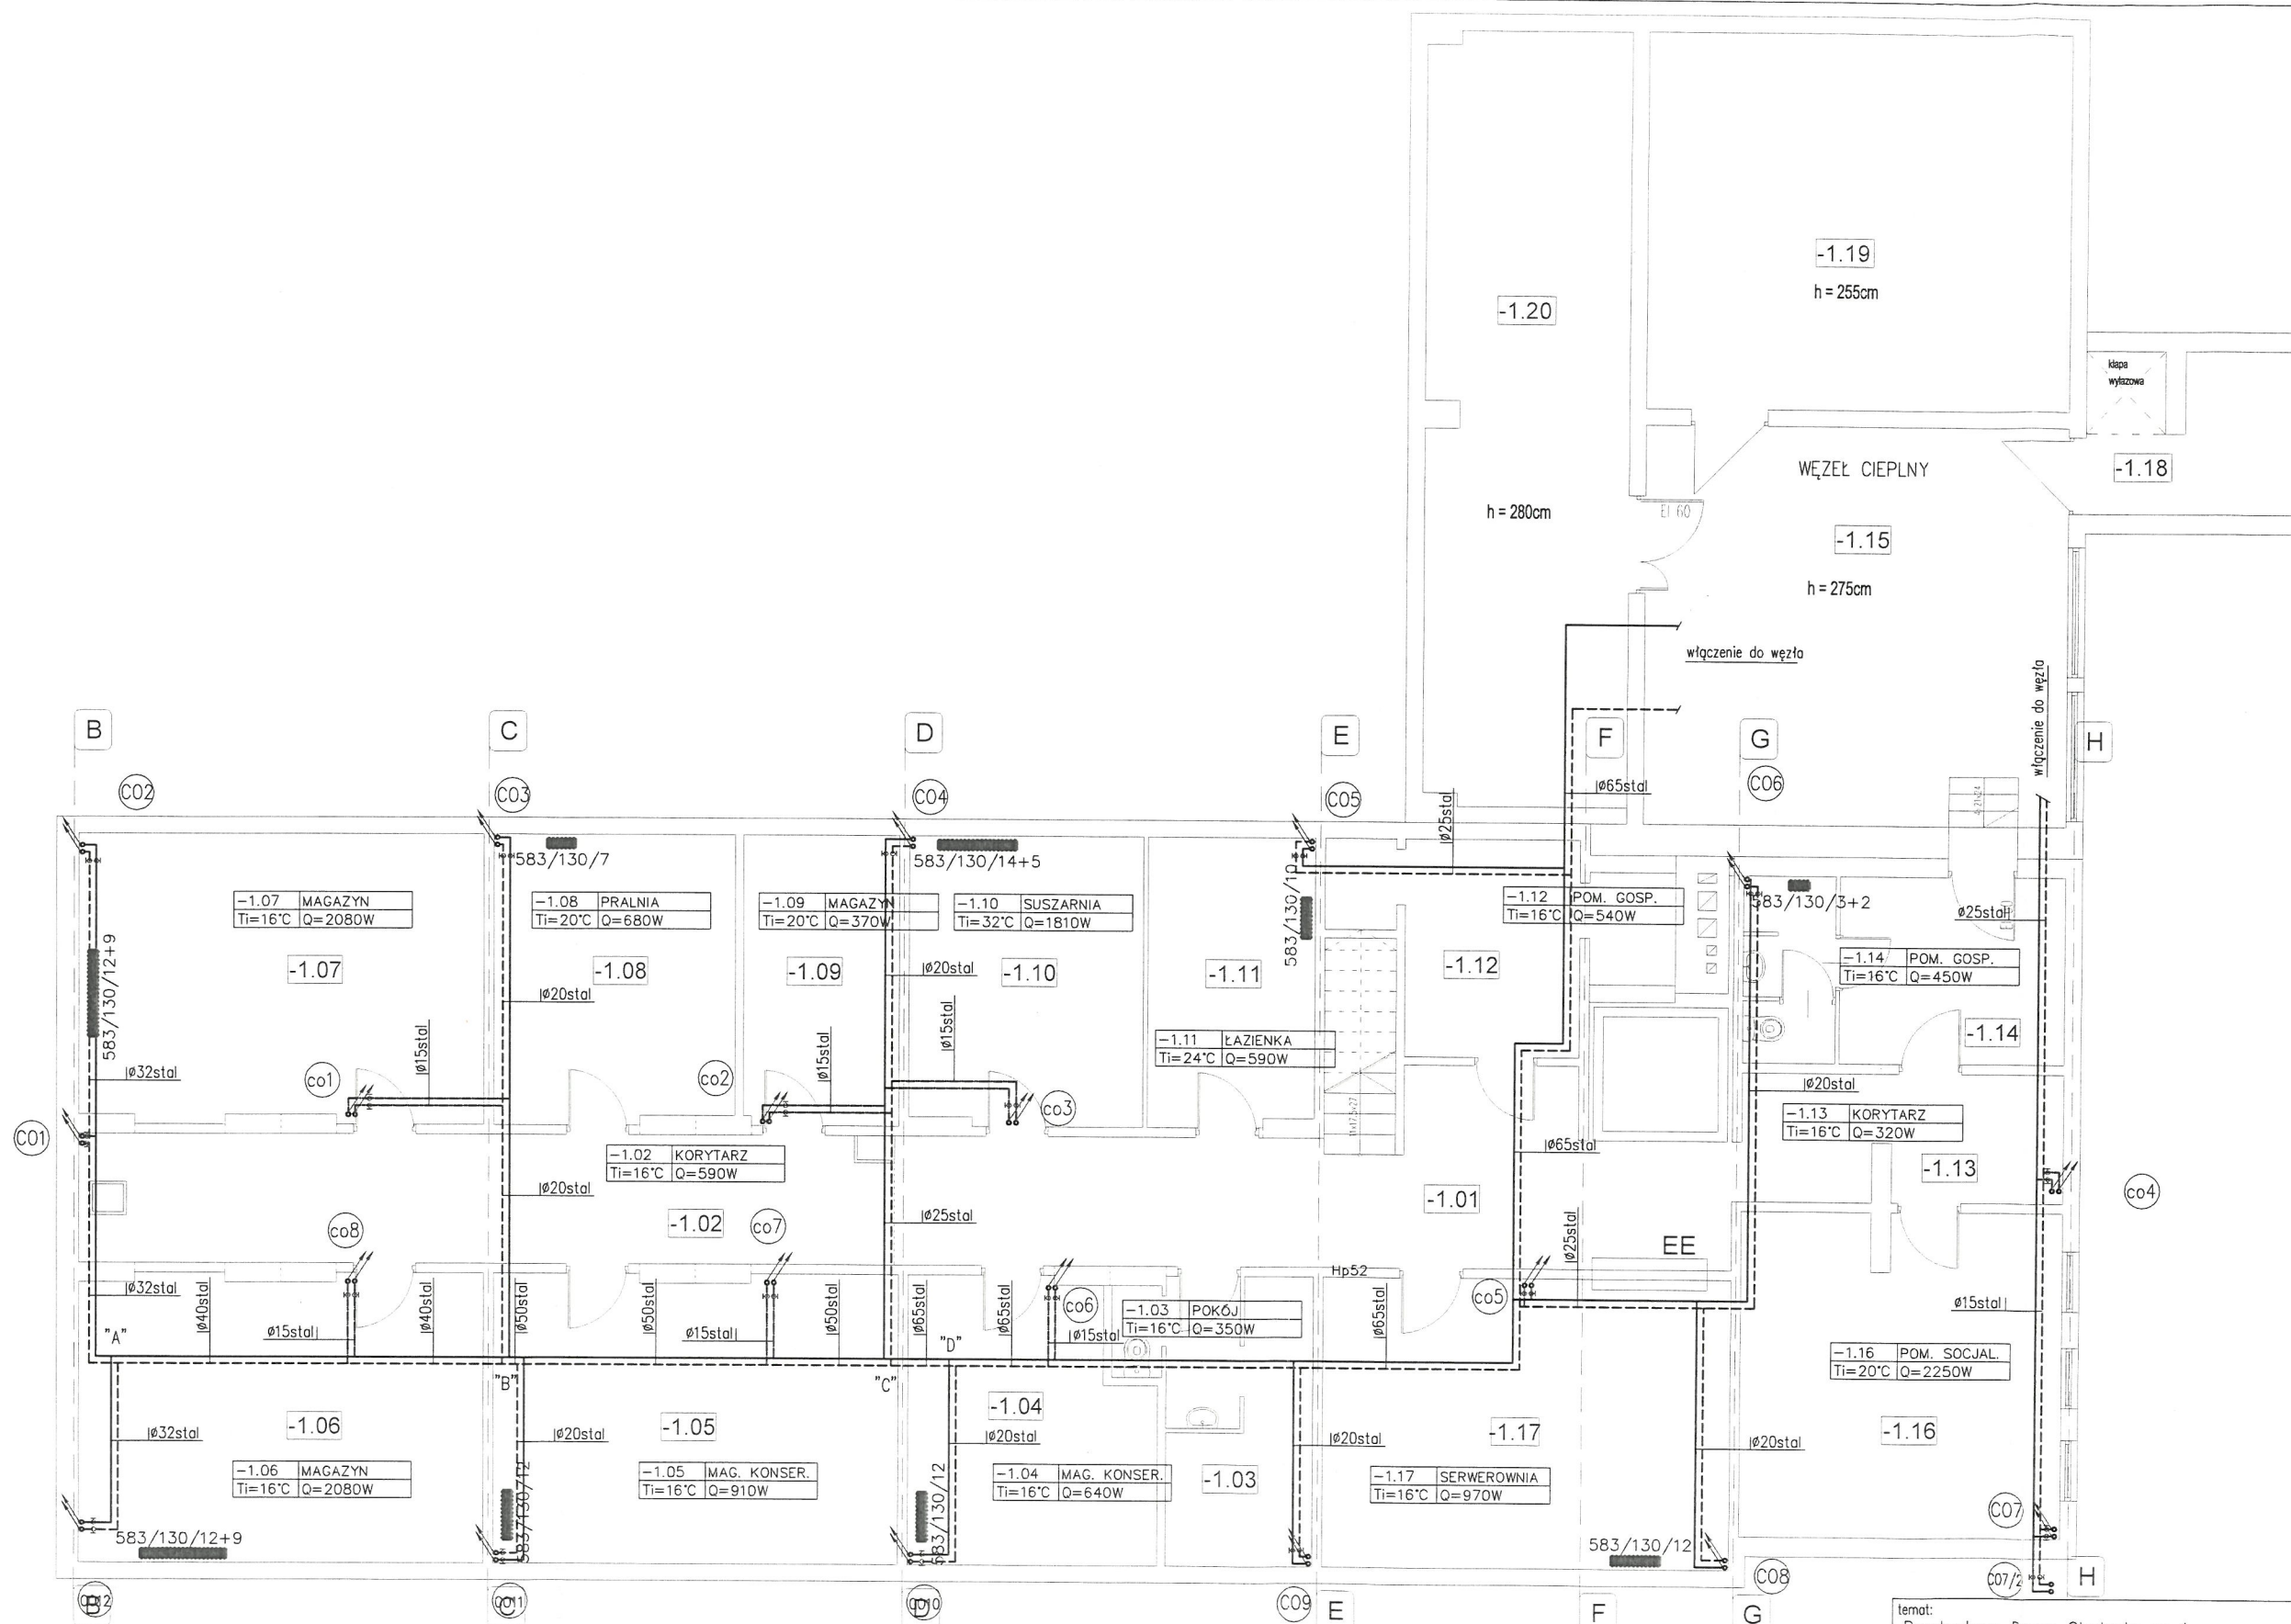 -1.19
h = 255cm
-1.20
klapa
wyłazowa
WĘZEŁ CIEPLNY
-1.18
h = 280cm
EI 60
-1.15
h = 275cm
włączenie do węzła
włączenie do węzła
B
C
D
E
F
G
H
CO2
CO3
CO4
CO5
CO6
ø65stal
ø25stal
583/130/7
583/130/14+5
583/130/10
583/130/3+2
-1.07 MAGAZYN
Ti=16°C Q=2080W
-1.08 PRALNIA
Ti=20°C Q=680W
-1.09 MAGAZYN
Ti=20°C Q=370W
-1.10 SUSZARNIA
Ti=32°C Q=1810W
-1.12 POM. GOSP.
Ti=16°C Q=540W
ø25stal
583/130/12+9
-1.07
-1.08
-1.09
ø20stal
-1.10
-1.11
-1.12
-1.14 POM. GOSP.
Ti=16°C Q=450W
ø20stal
ø15stal
ø15stal
ø15stal
-1.11 ŁAZIENKA
Ti=24°C Q=590W
-1.14
ø32stal
co1
co2
co3
ø20stal
CO1
11x17,5x27
-1.13 KORYTARZ
Ti=16°C Q=320W
-1.02 KORYTARZ
Ti=16°C Q=590W
ø65stal
-1.13
ø20stal
-1.01
co4
co8
-1.02
co7
ø25stal
ø25stal
EE
Hp52
ø32stal
ø40stal
ø40stal
ø50stal
ø50stal
ø50stal
ø65stal
ø65stal
ø65stal
co6
co5
-1.03 POKÓJ
Ti=16°C Q=350W
ø15stal
"A"
ø15stal
ø15stal
"D"
ø15stal
"B"
"C"
-1.16 POM. SOCJAL.
Ti=20°C Q=2250W
-1.06
-1.05
-1.04
-1.17
-1.16
ø32stal
ø20stal
ø20stal
ø20stal
ø20stal
-1.06 MAGAZYN
Ti=16°C Q=2080W
-1.05 MAG. KONSER.
Ti=16°C Q=910W
-1.04 MAG. KONSER.
Ti=16°C Q=640W
-1.03
-1.17 SERWEROWNIA
Ti=16°C Q=970W
583/130/12+9
583/130/12
583/130/12
583/130/12
CO7
CO8
CO7/2
H
CO12
B
CO11
C
CO10
D
CO9
E
F
G
temat: